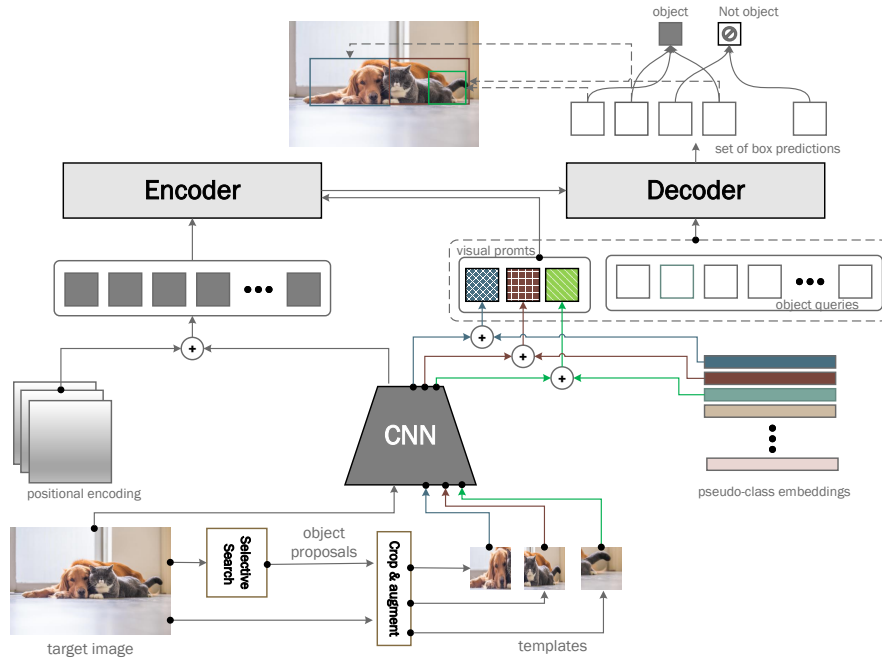 object
Not object
set of box predictions
Encoder
Decoder
visual promts
object queries
+
+
+
+
CNN
positional encoding
pseudo-class embeddings
Selective
Search
object
proposals
Crop & augment
target image
templates